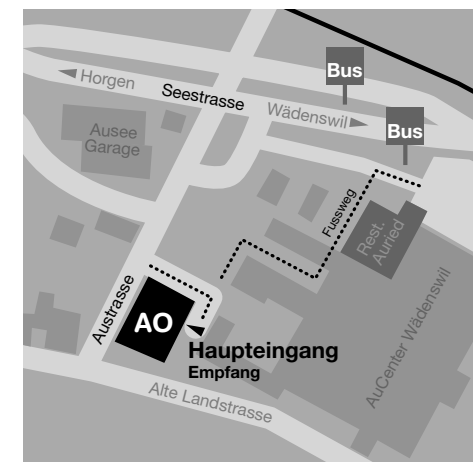 Bus
Horgen
Seestrasse
Wädenswil
Bus
Ausee
Garage
Fussweg
Rest.
Auried
Austrasse
AO
Haupteingang
Empfang
AuCenter Wädenswil
Alte Landstrasse